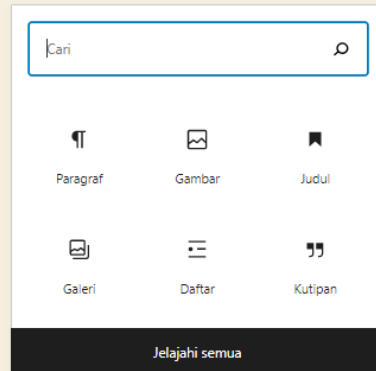 Cari
Paragraf
Gambar
Judul
Galeri
Daftar
Kutipan
Jelajahi semua